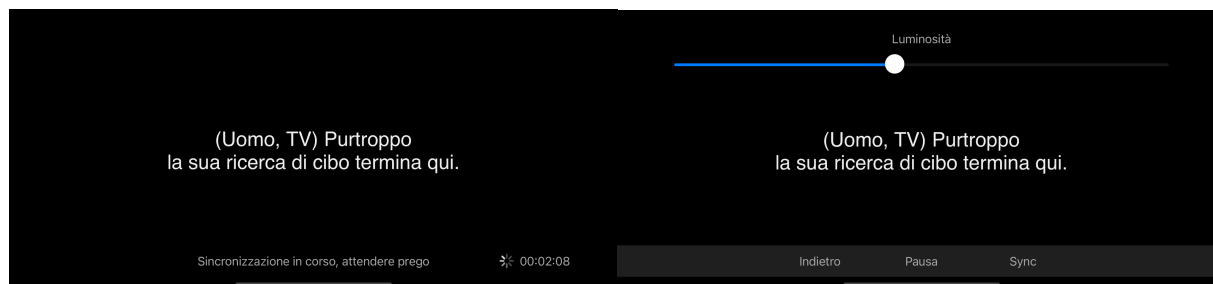 (Uomo, TV) Purtroppo
la sua ricerca di cibo termina qui.
Sincronizzazione in corso, attendere prego
00:02:08
Luminosità
(Uomo, TV) Purtroppo
la sua ricerca di cibo termina qui.
Indietro Pausa Sync